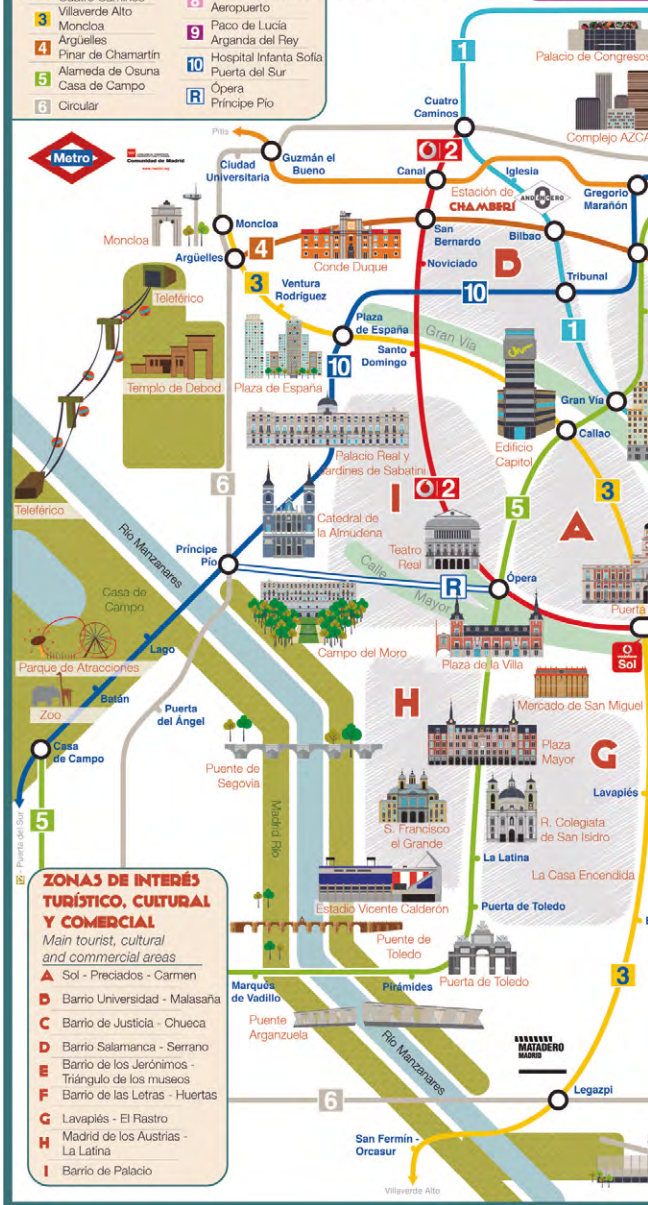 3
Villaverde Alto
Moncloa
4
Argüelles
Pinar de Chamartín
5
Alameda de Osuna
Casa de Campo
6
Circular
8
Aeropuerto
9
Paco de Lucía
Arganda del Rey
10
Hospital Infanta Sofía
Puerta del Sur
R
Ópera
Príncipe Pío
1
Palacio de Congresos
Cuatro
Caminos
Complejo AZCA
Pitis
Metro
Comunidad de Madrid
Ciudad
Universitaria
Guzmán el
Bueno
2
Canal
Iglesia
Estación de
CHAMBERÍ
ANDÉN CERO
Gregorio
Marañón
Moncloa
Moncloa
San
Bernardo
Bilbao
Argüelles
4
Conde Duque
Noviciado
B
3
Ventura
Rodríguez
10
Tribunal
Teleférico
Plaza
de España
Gran Vía
1
10
Santo
Domingo
Templo de Debod
Plaza de España
Gran Vía
Edificio
Capitol
Callao
Palacio Real y
Jardines de Sabatini
6
2
3
Teleférico
I
5
Catedral de
la Almudena
A
Río Manzanares
Teatro
Real
Príncipe
Pío
Calle
Mayor
R
Ópera
Casa de
Campo
Puerta
Campo del Moro
Lago
Plaza de la Villa
vodafone
Sol
Parque de Atracciones
Batán
Zoo
Mercado de San Miguel
Puerta
del Ángel
H
Casa
de Campo
Puente de
Segovia
Plaza
Mayor
G
Lavapiés
Puerta del Sur
5
Madrid Río
S. Francisco
el Grande
R. Colegiata
de San Isidro
La Latina
La Casa Encendida
Estadio Vicente Calderón
Puerta de Toledo
Puente de
Toledo
3
Marqués
de Vadillo
Pirámides
Puerta de Toledo
Puente
Arganzuela
Río Manzanares
MATADERO
MADRID
6
Legazpi
San Fermín -
Orcasur
Villaverde Alto
ZONAS DE INTERÉS
TURÍSTICO, CULTURAL
Y COMERCIAL
Main tourist, cultural
and commercial areas
A Sol - Preciados - Carmen
B Barrio Universidad - Malasaña
C Barrio de Justicia - Chueca
D Barrio Salamanca - Serrano
E Barrio de los Jerónimos -
Triángulo de los museos
F Barrio de las Letras - Huertas
G Lavapiés - El Rastro
H Madrid de los Austrias -
La Latina
I Barrio de Palacio